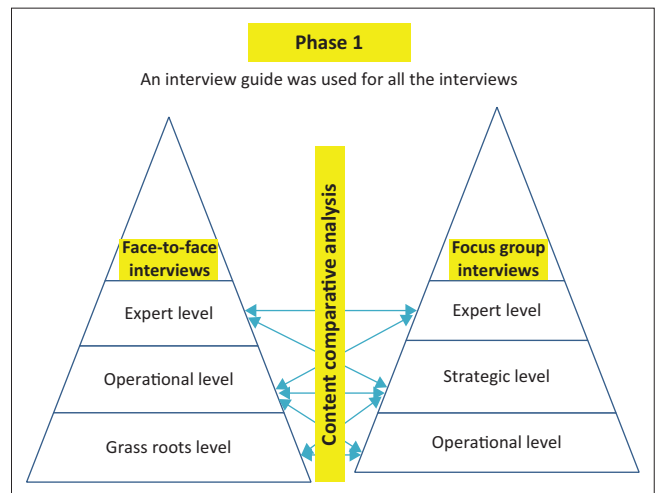 Phase 1
An interview guide was used for all the interviews
Face-to-face
interviews
Expert level
Operational level
Grass roots level
Content comparative analysis
Focus group
interviews
Expert level
Strategic level
Operational level